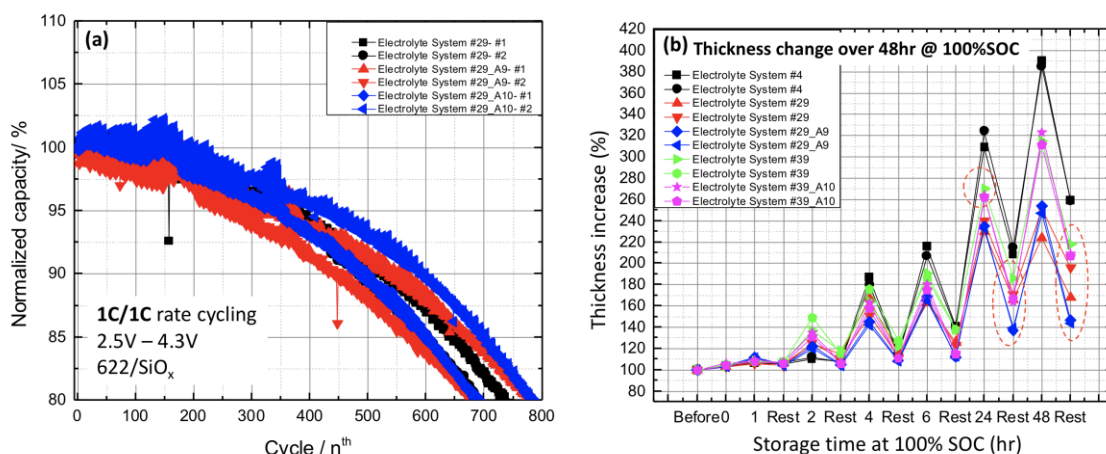 (a)
Electrolyte System #29- #1
Electrolyte System #29- #2
Electrolyte System #29_A9- #1
Electrolyte System #29_A9- #2
Electrolyte System #29_A10- #1
Electrolyte System #29_A10- #2
110
105
100
95
90
85
80
Normalized capacity/ %
1C/1C rate cycling
2.5V – 4.3V
622/SiOx
0 100 200 300 400 500 600 700 800
Cycle / nth
(b) Thickness change over 48hr @ 100%SOC
Electrolyte System #4
Electrolyte System #4
Electrolyte System #29
Electrolyte System #29
Electrolyte System #29_A9
Electrolyte System #29_A9
Electrolyte System #39
Electrolyte System #39
Electrolyte System #39_A10
Electrolyte System #39_A10
420
400
380
360
340
320
300
280
260
240
220
200
180
160
140
120
100
80
Thickness increase (%)
Before 0 1 Rest 2 Rest 4 Rest 6 Rest 24 Rest 48 Rest
Storage time at 100% SOC (hr)